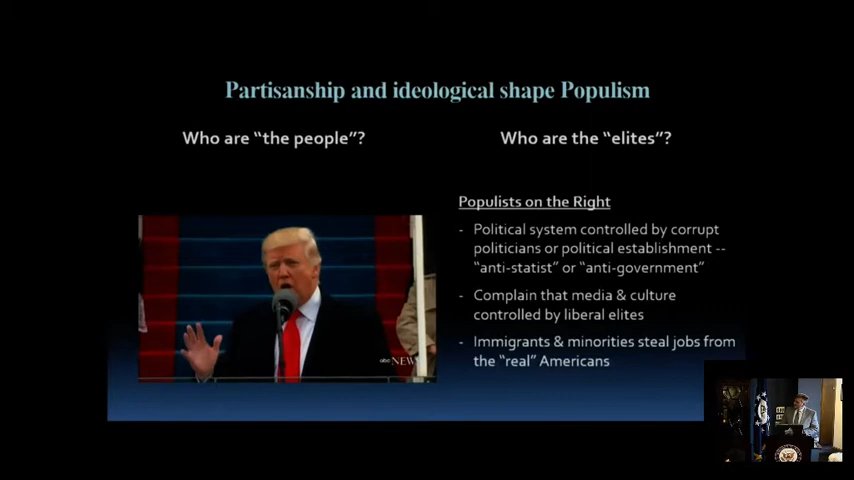 Partisanship and ideological shape Populism
Who are “the people”?
Who are the “elites”?
Populists on the Right
- Political system controlled by corrupt
politicians or political establishment --
“anti-statist” or “anti-government”
- Complain that media & culture
controlled by liberal elites
- Immigrants & minorities steal jobs from
the “real” Americans
abc NEWS